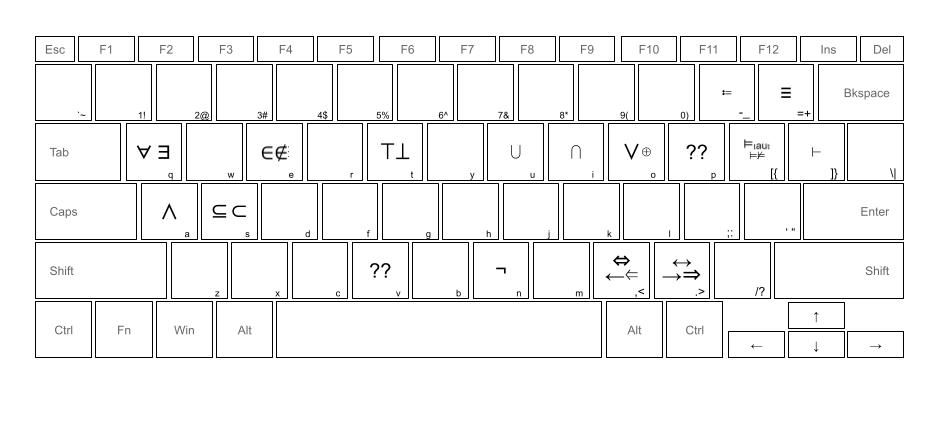 Esc F1 F2 F3 F4 F5 F6 F7 F8 F9 F10 F11 F12 Ins Del
≔ ≡ Bkspace
`~ 1! 2@ 3# 4$ 5% 6^ 7& 8* 9( 0) -_ =+
Tab ∀ ∃ ∈∉ ⊤⊥ ∪ ∩ ∨⊕ ?? ⊨ ⊢
⊨⊭
q w e r t y u i o p [{ ]} \|
Caps ∧ ⊆⊂ Enter
a s d f g h j k l ;: ' "
⇔ ↔
Shift ?? ¬ ←⇐ →⇒ Shift
z x c v b n m ,< .> /?
↑
Ctrl Fn Win Alt Alt Ctrl
← ↓ →